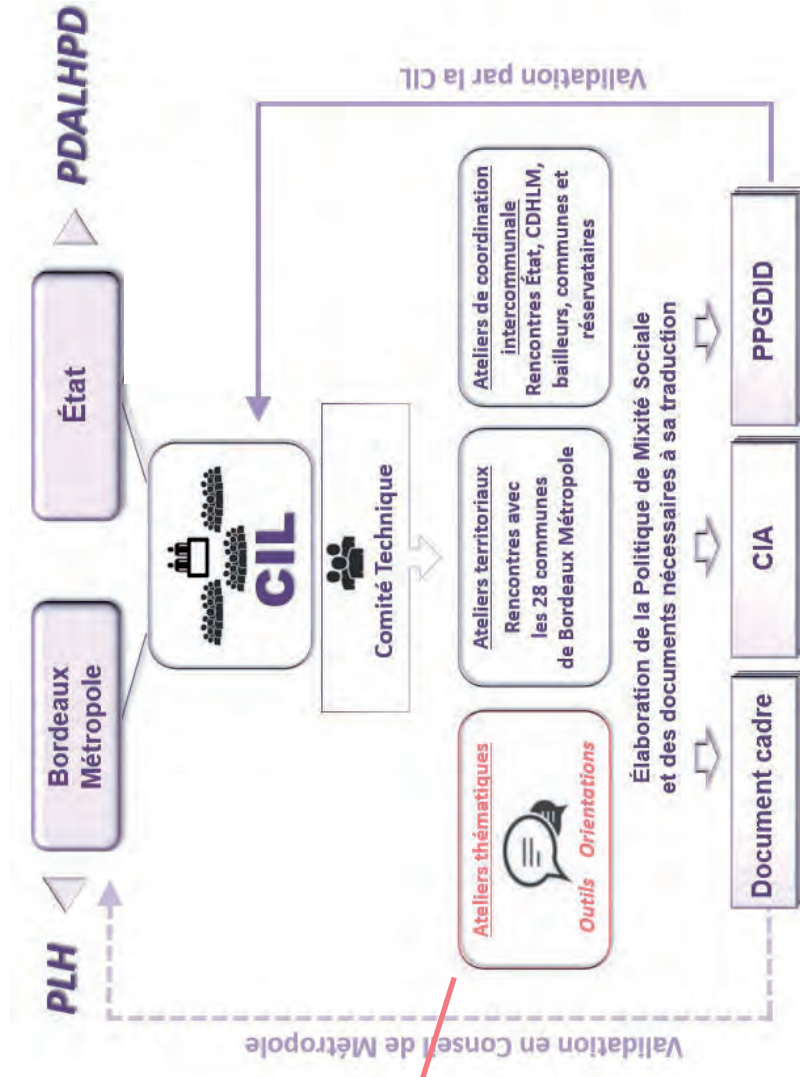 PLH
Bordeaux
Métropole
État
PDALHPD
CIL
Comité Technique
Ateliers thématiques
Outils Orientations
Ateliers territoriaux
Rencontres avec
les 28 communes
de Bordeaux Métropole
Ateliers de coordination
intercommunale
Rencontres État, CDHLM,
bailleurs, communes et
réservataires
Élaboration de la Politique de Mixité Sociale
et des documents nécessaires à sa traduction
Document cadre
CIA
PPGDID
Validation en Conseil de Métropole
Validation par la CIL